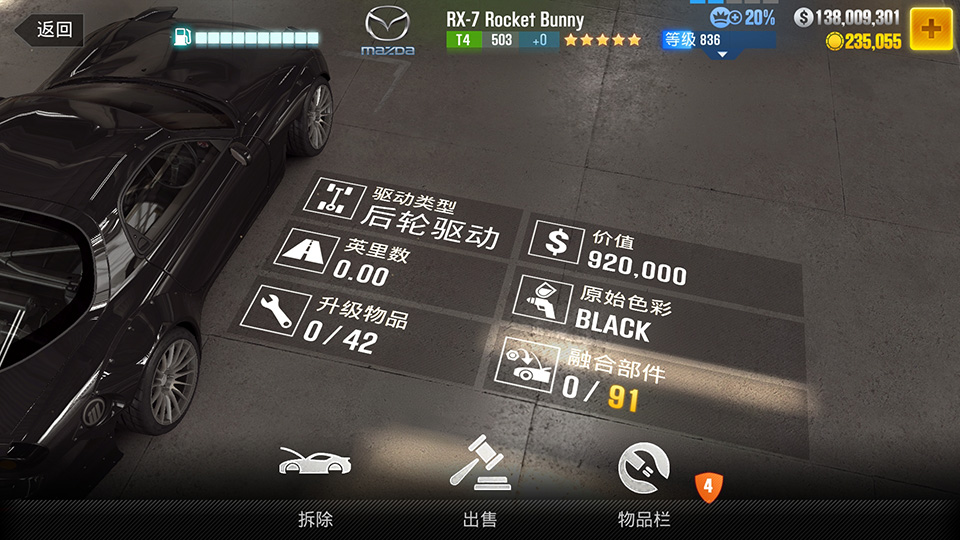 返回
mazda
RX-7 Rocket Bunny
T4 503 +0
20%
等级 836
138,009,301
235,055
驱动类型
后轮驱动
英里数
0.00
升级物品
0/42
价值
920,000
原始色彩
BLACK
融合部件
0/91
拆除
出售
物品栏
4